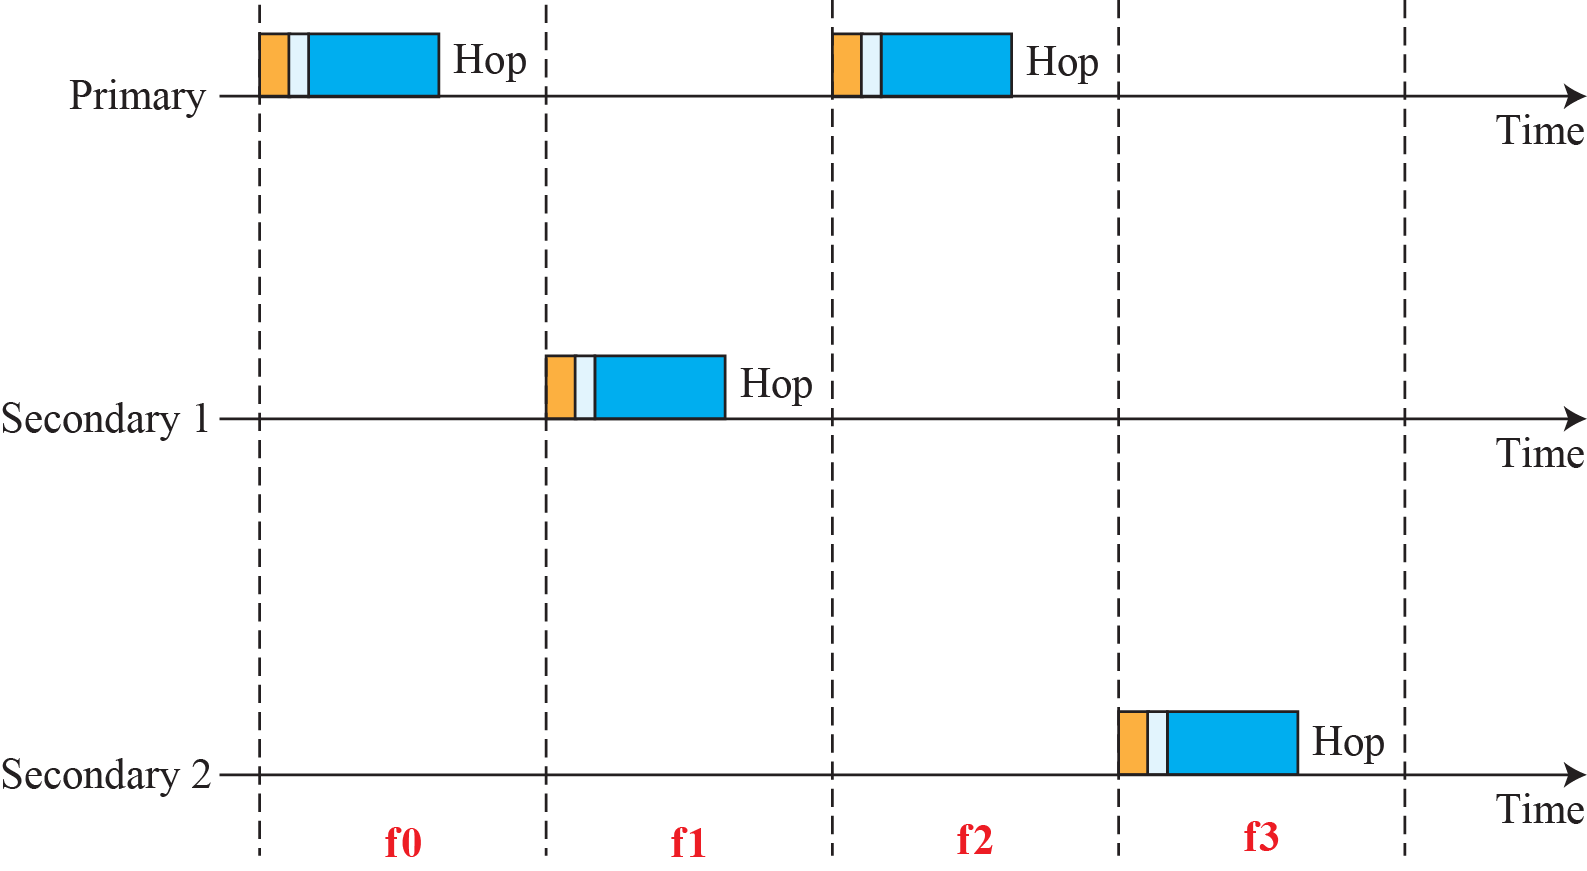 Hop
Hop
Primary
Time
Hop
Secondary 1
Time
Hop
Secondary 2
Time
f0
f1
f2
f3